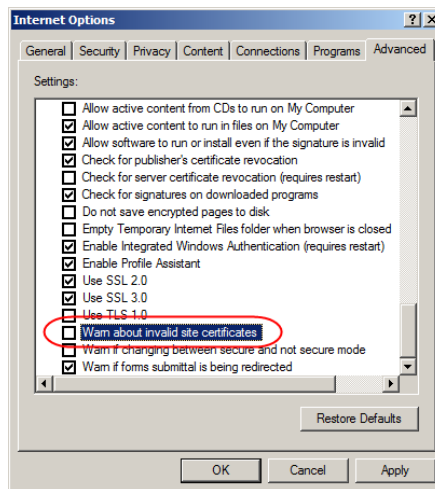 Internet Options
General Security Privacy Content Connections Programs Advanced
Settings:
Allow active content from CDs to run on My Computer
Allow active content to run in files on My Computer
Allow software to run or install even if the signature is invalid
Check for publisher's certificate revocation
Check for server certificate revocation (requires restart)
Check for signatures on downloaded programs
Do not save encrypted pages to disk
Empty Temporary Internet Files folder when browser is closed
Enable Integrated Windows Authentication (requires restart)
Enable Profile Assistant
Use SSL 2.0
Use SSL 3.0
Use TLS 1.0
Warn about invalid site certificates
Warn if changing between secure and not secure mode
Warn if forms submittal is being redirected
Restore Defaults
OK Cancel Apply